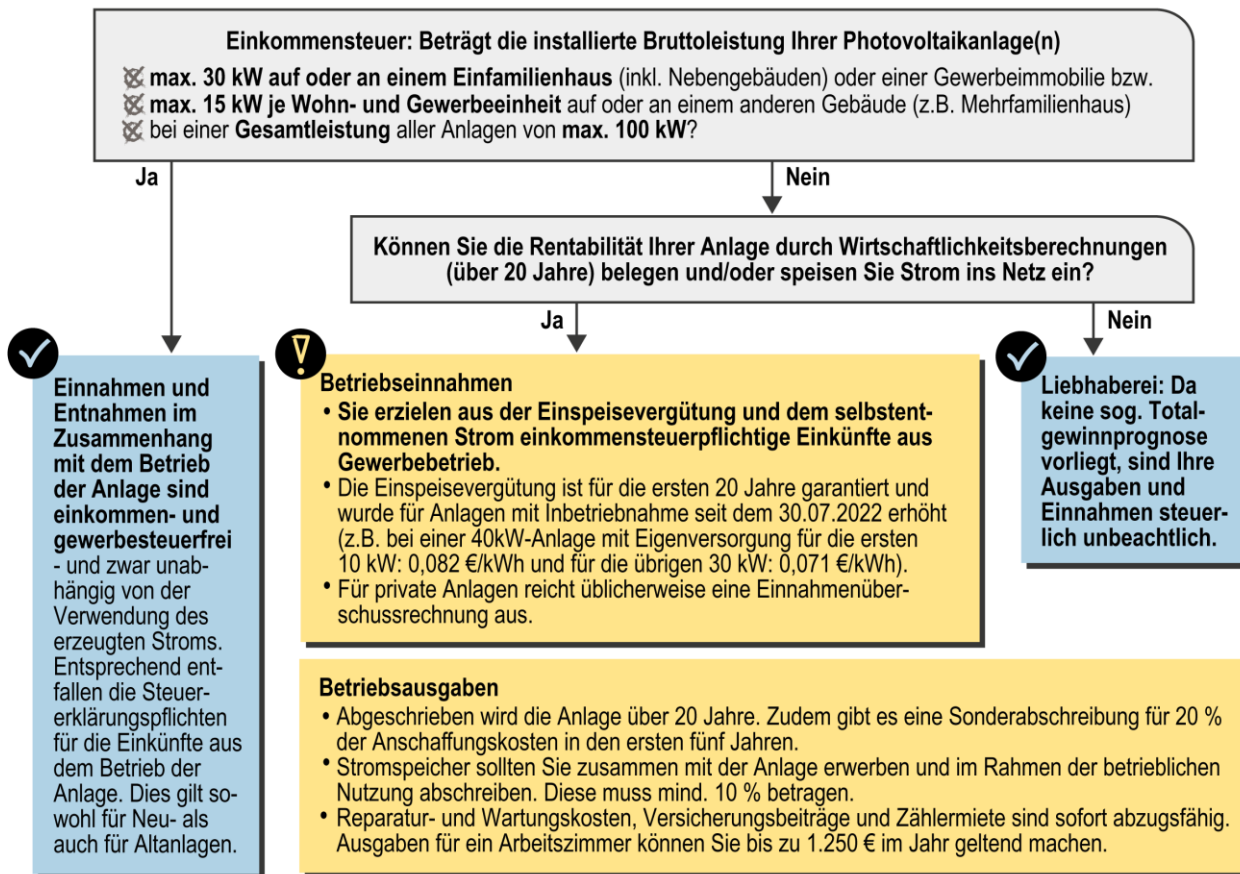 Einkommensteuer: Beträgt die installierte Bruttoleistung Ihrer Photovoltaikanlage(n)
max. 30 kW auf oder an einem Einfamilienhaus (inkl. Nebengebäuden) oder einer Gewerbeimmobilie bzw.
max. 15 kW je Wohn- und Gewerbeeinheit auf oder an einem anderen Gebäude (z.B. Mehrfamilienhaus)
bei einer Gesamtleistung aller Anlagen von max. 100 kW?
Ja
Nein
Können Sie die Rentabilität Ihrer Anlage durch Wirtschaftlichkeitsberechnungen
(über 20 Jahre) belegen und/oder speisen Sie Strom ins Netz ein?
Ja
Nein
Einnahmen und
Entnahmen im
Zusammenhang
mit dem Betrieb
der Anlage sind
einkommen- und
gewerbesteuerfrei
- und zwar unab-
hängig von der
Verwendung des
erzeugten Stroms.
Entsprechend ent-
fallen die Steuer-
erklärungspflichten
für die Einkünfte aus
dem Betrieb der
Anlage. Dies gilt so-
wohl für Neu- als
auch für Altanlagen.
Betriebseinnahmen
• Sie erzielen aus der Einspeisevergütung und dem selbstent-
nommenen Strom einkommensteuerpflichtige Einkünfte aus
Gewerbebetrieb.
• Die Einspeisevergütung ist für die ersten 20 Jahre garantiert und
wurde für Anlagen mit Inbetriebnahme seit dem 30.07.2022 erhöht
(z.B. bei einer 40kW-Anlage mit Eigenversorgung für die ersten
10 kW: 0,082 €/kWh und für die übrigen 30 kW: 0,071 €/kWh).
• Für private Anlagen reicht üblicherweise eine Einnahmenüber-
schussrechnung aus.
Liebhaberei: Da
keine sog. Total-
gewinnprognose
vorliegt, sind Ihre
Ausgaben und
Einnahmen steuer-
lich unbeachtlich.
Betriebsausgaben
• Abgeschrieben wird die Anlage über 20 Jahre. Zudem gibt es eine Sonderabschreibung für 20 %
der Anschaffungskosten in den ersten fünf Jahren.
• Stromspeicher sollten Sie zusammen mit der Anlage erwerben und im Rahmen der betrieblichen
Nutzung abschreiben. Diese muss mind. 10 % betragen.
• Reparatur- und Wartungskosten, Versicherungsbeiträge und Zählermiete sind sofort abzugsfähig.
Ausgaben für ein Arbeitszimmer können Sie bis zu 1.250 € im Jahr geltend machen.